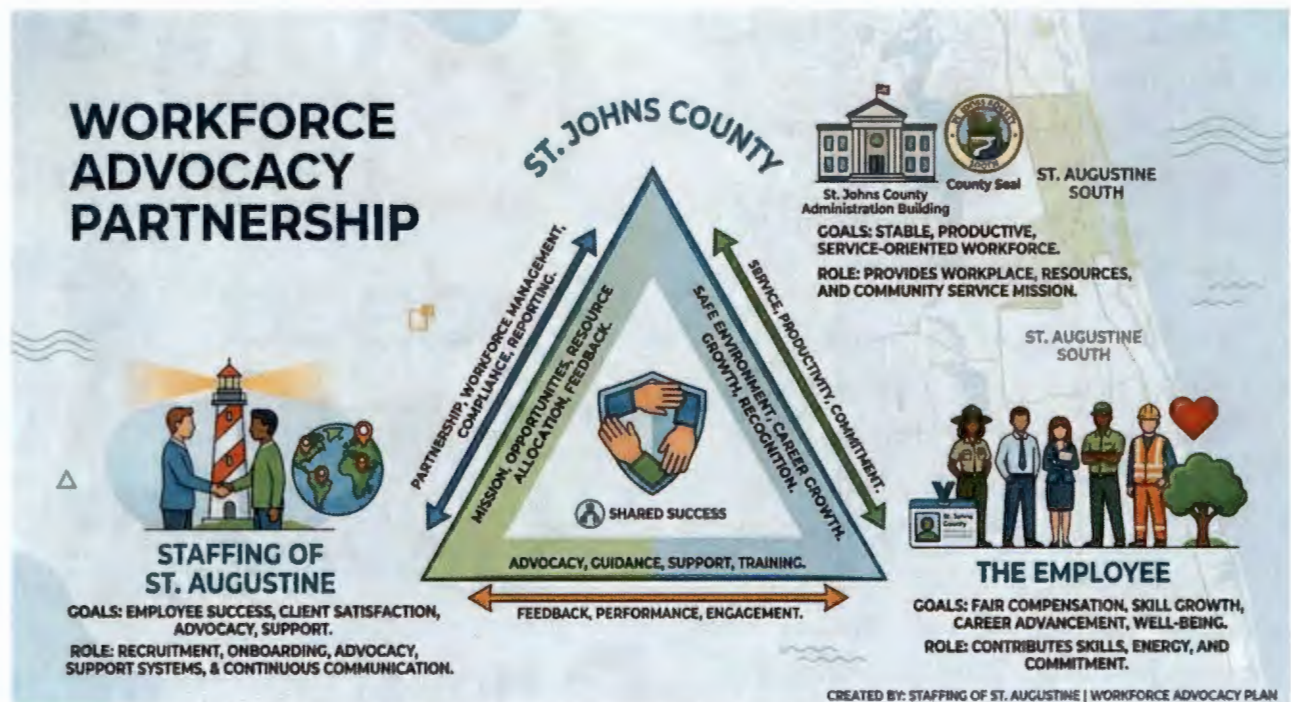 WORKFORCE
ADVOCACY
PARTNERSHIP
ST. JOHNS COUNTY
St. Johns County
Administration Building
County Seal
ST. AUGUSTINE
SOUTH
GOALS: STABLE, PRODUCTIVE,
SERVICE-ORIENTED WORKFORCE.
ROLE: PROVIDES WORKPLACE, RESOURCES,
AND COMMUNITY SERVICE MISSION.
ST. AUGUSTINE
SOUTH
PARTNERSHIP, WORKFORCE MANAGEMENT,
COMPLIANCE, REPORTING.
MISSION, OPPORTUNITIES, RESOURCE
ALLOCATION, FEEDBACK.
SERVICE, PRODUCTIVITY, COMMITMENT.
SAFE ENVIRONMENT, CAREER GROWTH.
GROWTH, RECOGNITION.
SHARED SUCCESS
ADVOCACY, GUIDANCE, SUPPORT, TRAINING.
FEEDBACK, PERFORMANCE, ENGAGEMENT.
STAFFING OF
ST. AUGUSTINE
GOALS: EMPLOYEE SUCCESS, CLIENT SATISFACTION,
ADVOCACY, SUPPORT.
ROLE: RECRUITMENT, ONBOARDING, ADVOCACY,
SUPPORT SYSTEMS, & CONTINUOUS COMMUNICATION.
St. Johns
County
THE EMPLOYEE
GOALS: FAIR COMPENSATION, SKILL GROWTH,
CAREER ADVANCEMENT, WELL-BEING.
ROLE: CONTRIBUTES SKILLS, ENERGY, AND
COMMITMENT.
CREATED BY: STAFFING OF ST. AUGUSTINE | WORKFORCE ADVOCACY PLAN